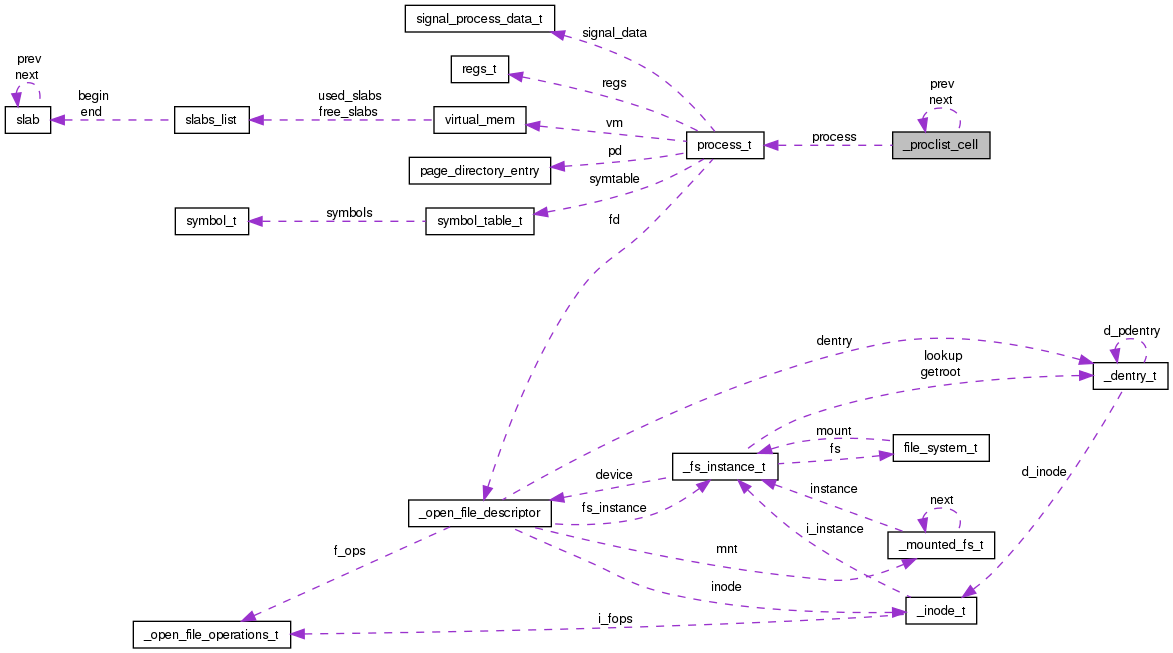 signal_process_data_t
signal_data
prev
next
regs_t
regs
prev
next
begin
end
used_slabs
free_slabs
slab
slabs_list
virtual_mem
vm
process_t
process
_proclist_cell
pd
page_directory_entry
symtable
symbol_t
symbols
symbol_table_t
fd
dentry
d_pdentry
lookup
getroot
_dentry_t
mount
fs
file_system_t
_fs_instance_t
device
d_inode
instance
next
_open_file_descriptor
fs_instance
i_instance
_mounted_fs_t
f_ops
mnt
inode
_inode_t
i_fops
_open_file_operations_t